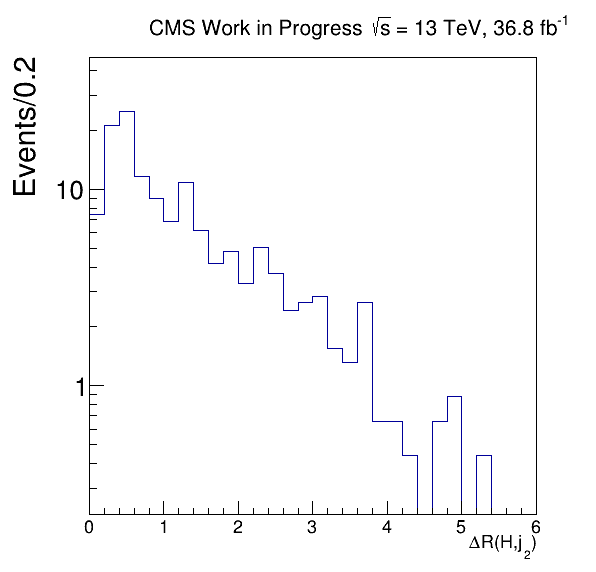 CMS Work in Progress √s = 13 TeV, 36.8 fb⁻¹
Events/0.2
10
1
0 1 2 3 4 5 6
ΔR(H,j₂)